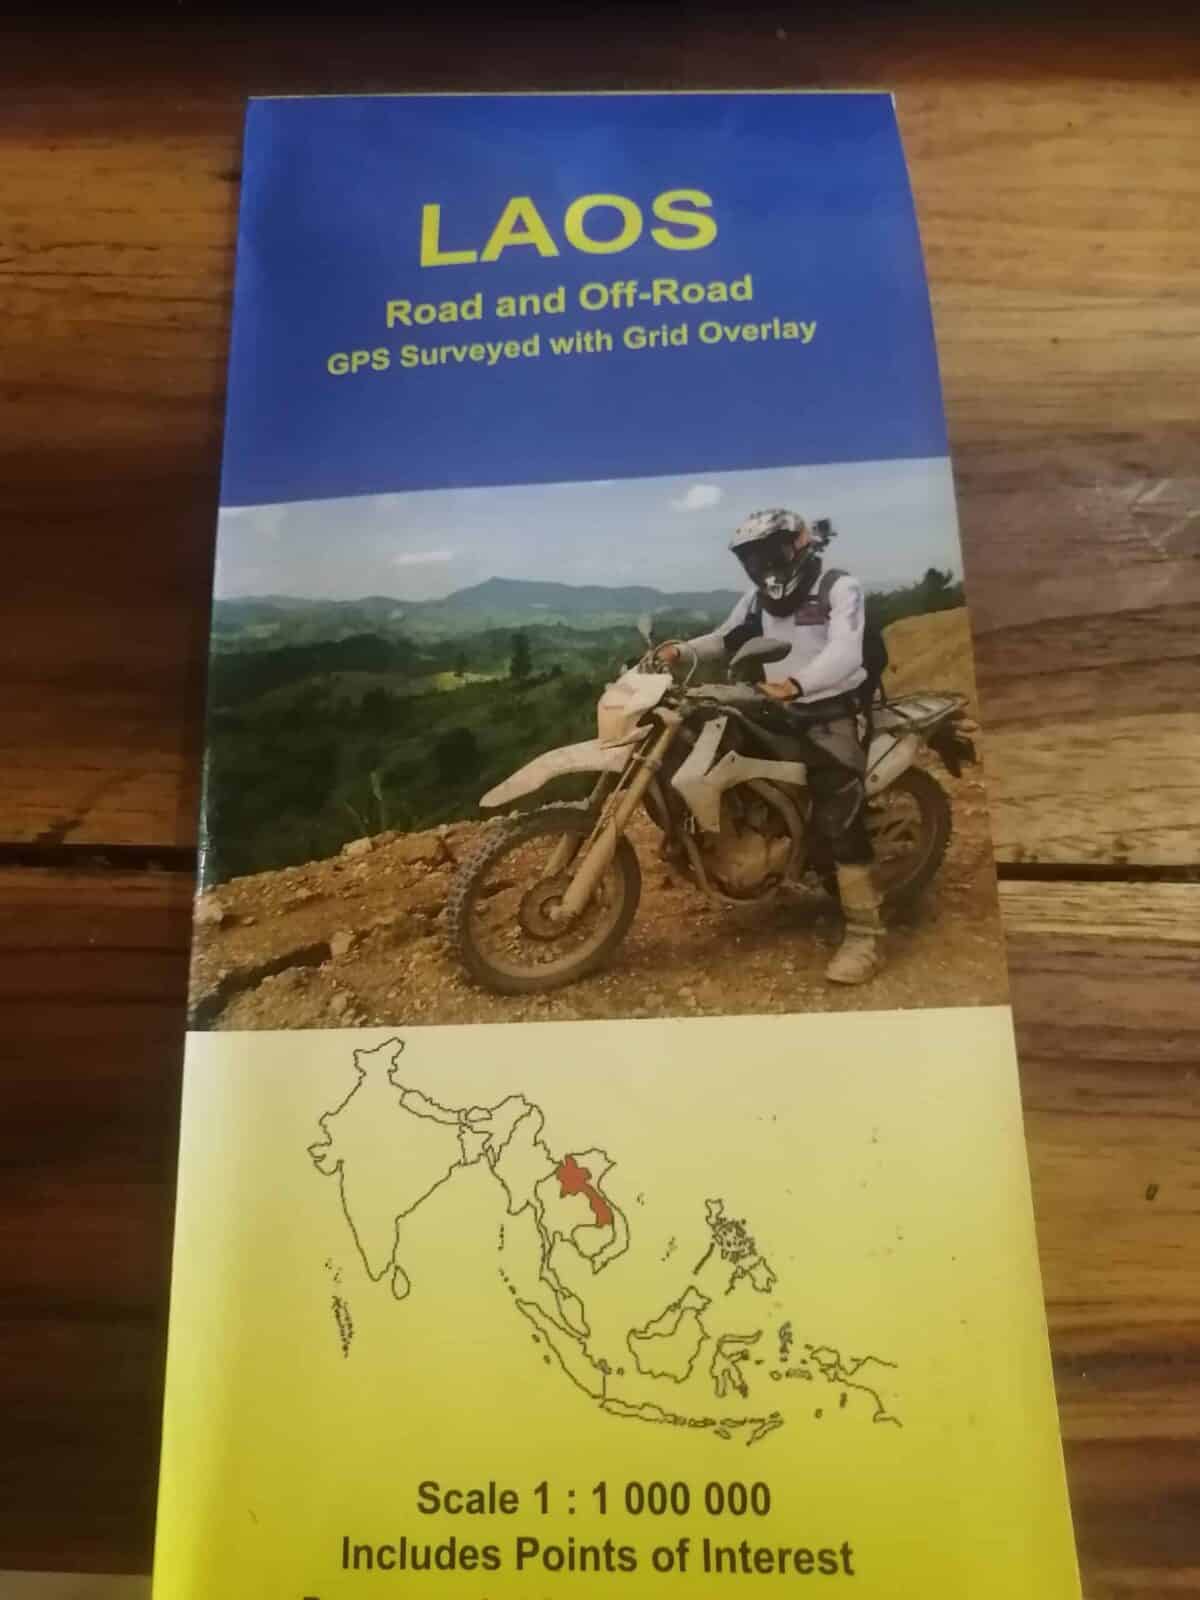 LAOS
Road and Off-Road
GPS Surveyed with Grid Overlay
Scale 1 : 1 000 000
Includes Points of Interest